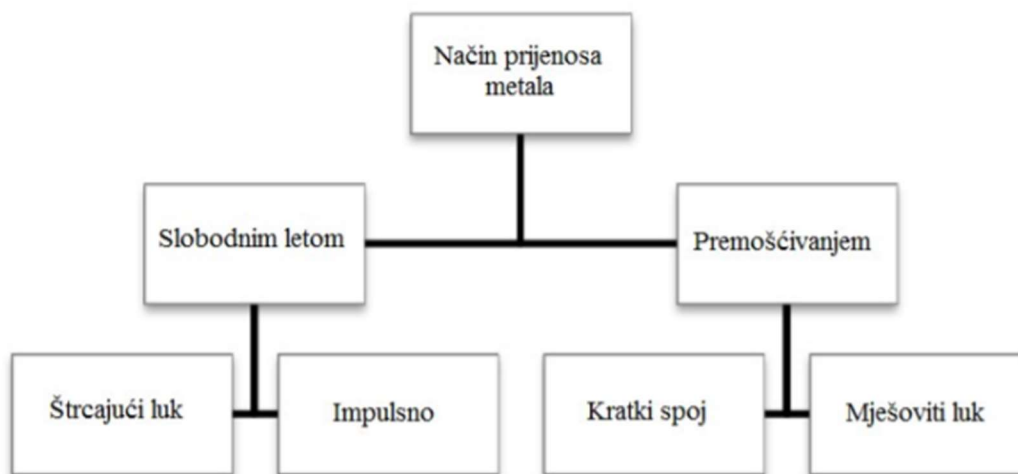 Način prijenosa
metala
Slobodnim letom
Premošćivanjem
Štrcajući luk
Impulsno
Kratki spoj
Mješoviti luk